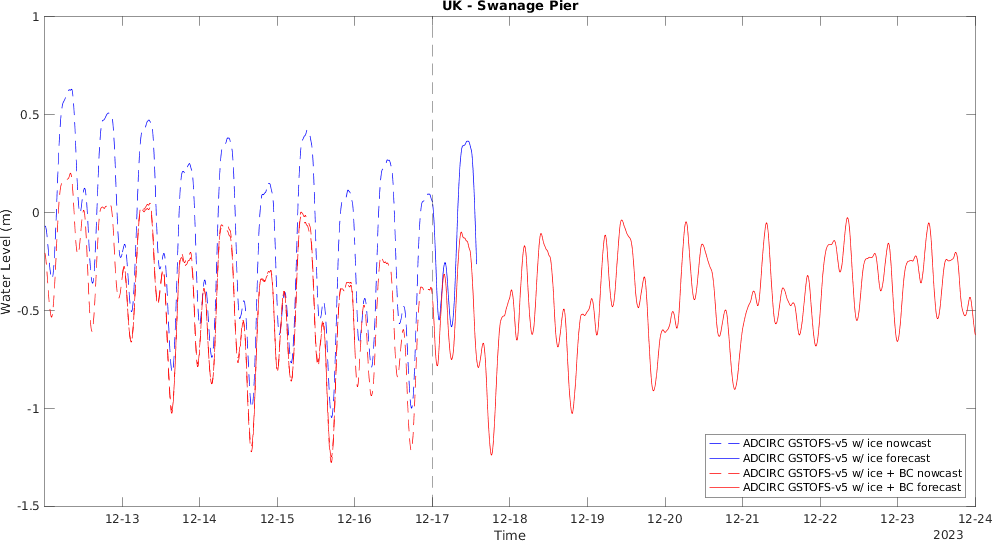 UK - Swanage Pier
Water Level (m)
1
0.5
0
-0.5
-1
-1.5
12-13
12-14
12-15
12-16
12-17
12-18
12-19
12-20
12-21
12-22
12-23
12-24
Time
2023
ADCIRC GSTOFS-v5 w/ ice nowcast
ADCIRC GSTOFS-v5 w/ ice forecast
ADCIRC GSTOFS-v5 w/ ice + BC nowcast
ADCIRC GSTOFS-v5 w/ ice + BC forecast